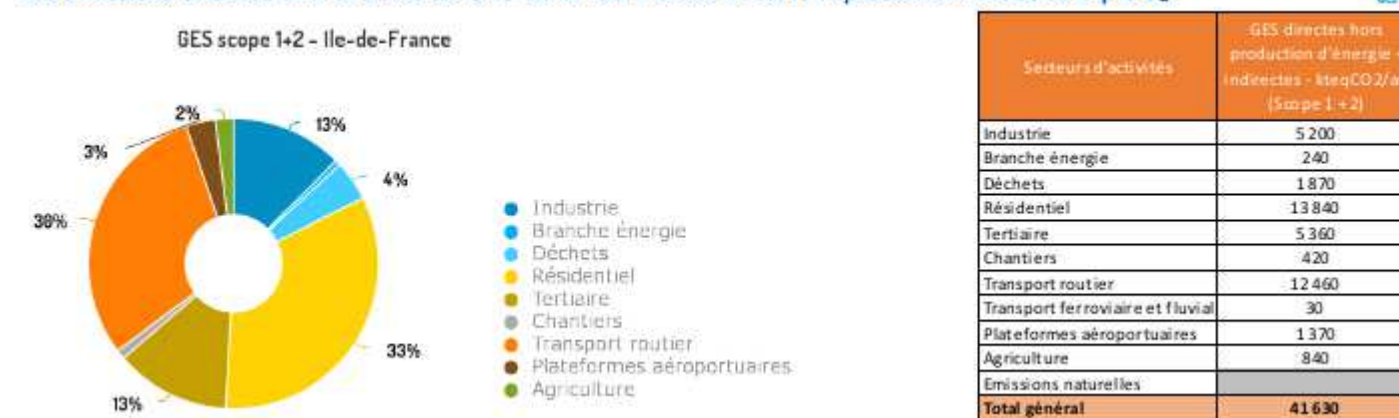 GES scope 1+2 - Ile-de-France
2%
13%
3%
4%
30%
33%
13%
Industrie
Branche énergie
Déchets
Résidentiel
Tertiaire
Chantiers
Transport routier
Plateformes aéroportuaires
Agriculture
Secteurs d'activités
GES directes hors
production d'énergie -
indirectes - kteqCO2/a
(Scope 1 + 2)
Industrie 5 200
Branche énergie 240
Déchets 1 870
Résidentiel 13 840
Tertiaire 5 360
Chantiers 420
Transport routier 12 460
Transport ferroviaire et fluvial 30
Plateformes aéroportuaires 1 370
Agriculture 840
Emissions naturelles
Total général 41 630